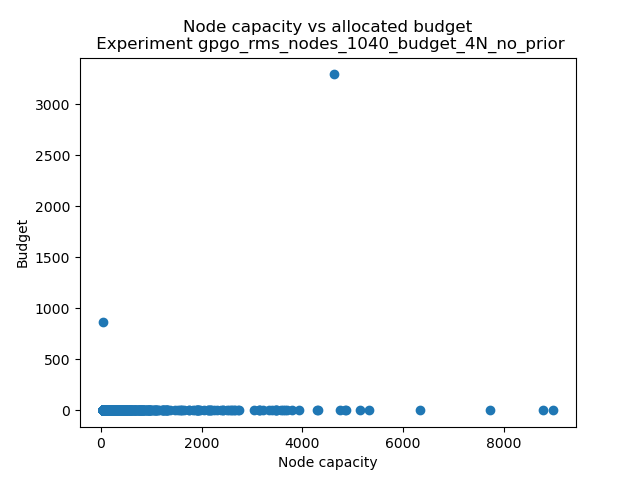 Node capacity vs allocated budget
Experiment gpgo_rms_nodes_1040_budget_4N_no_prior
3000
2500
2000
1500
1000
500
0
Budget
0 2000 4000 6000 8000
Node capacity